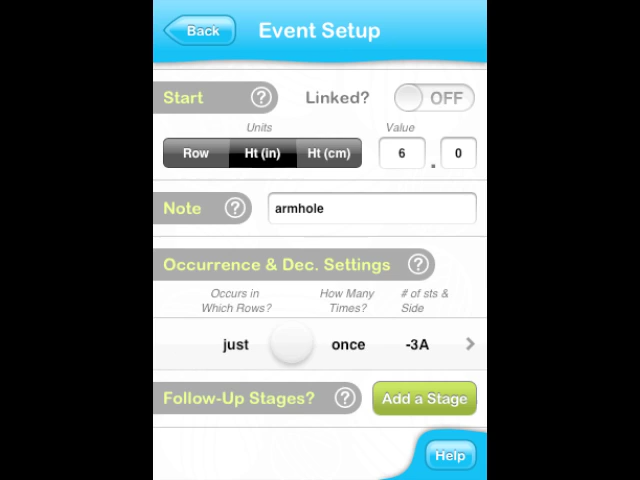 Back
Event Setup
Start ?
Linked?
OFF
Units
Value
Row
Ht (in)
Ht (cm)
6 . 0
Note ?
armhole
Occurrence & Dec. Settings ?
Occurs in
Which Rows?
How Many
Times?
# of sts &
Side
just
once
-3A
Follow-Up Stages? ?
Add a Stage
Help